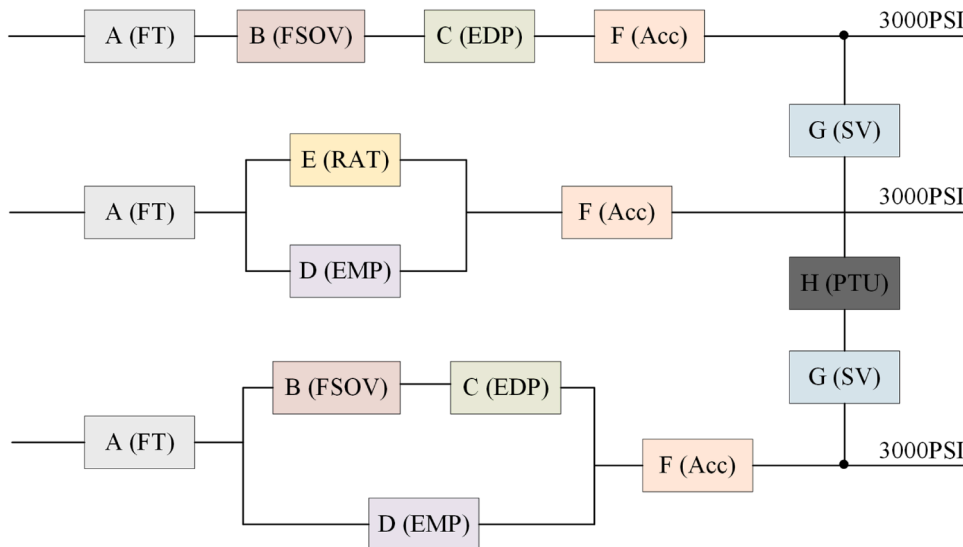 A (FT)
B (FSOV)
C (EDP)
F (Acc)
3000PSI
G (SV)
E (RAT)
A (FT)
F (Acc)
3000PSI
D (EMP)
H (PTU)
B (FSOV)
C (EDP)
G (SV)
A (FT)
F (Acc)
3000PSI
D (EMP)